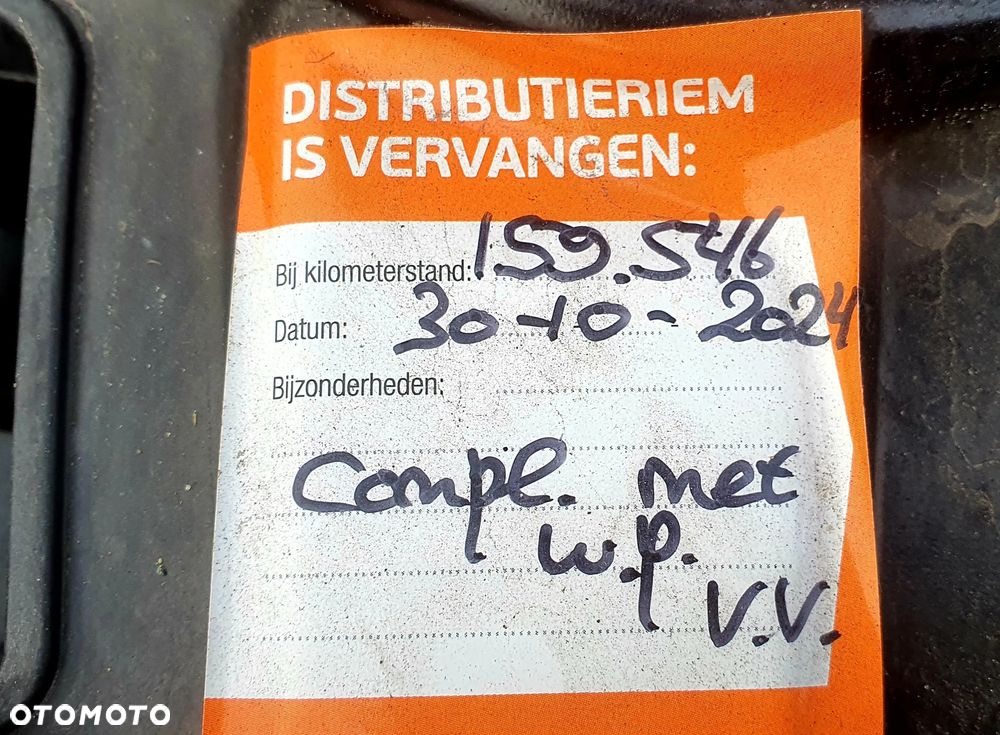 DISTRIBUTIERIEM
IS VERVANGEN:
Bij kilometerstand: 159.546
Datum: 30-10-2024
Bijzonderheden:
Compl. met
w.p.
V.V.
OTOMOTO